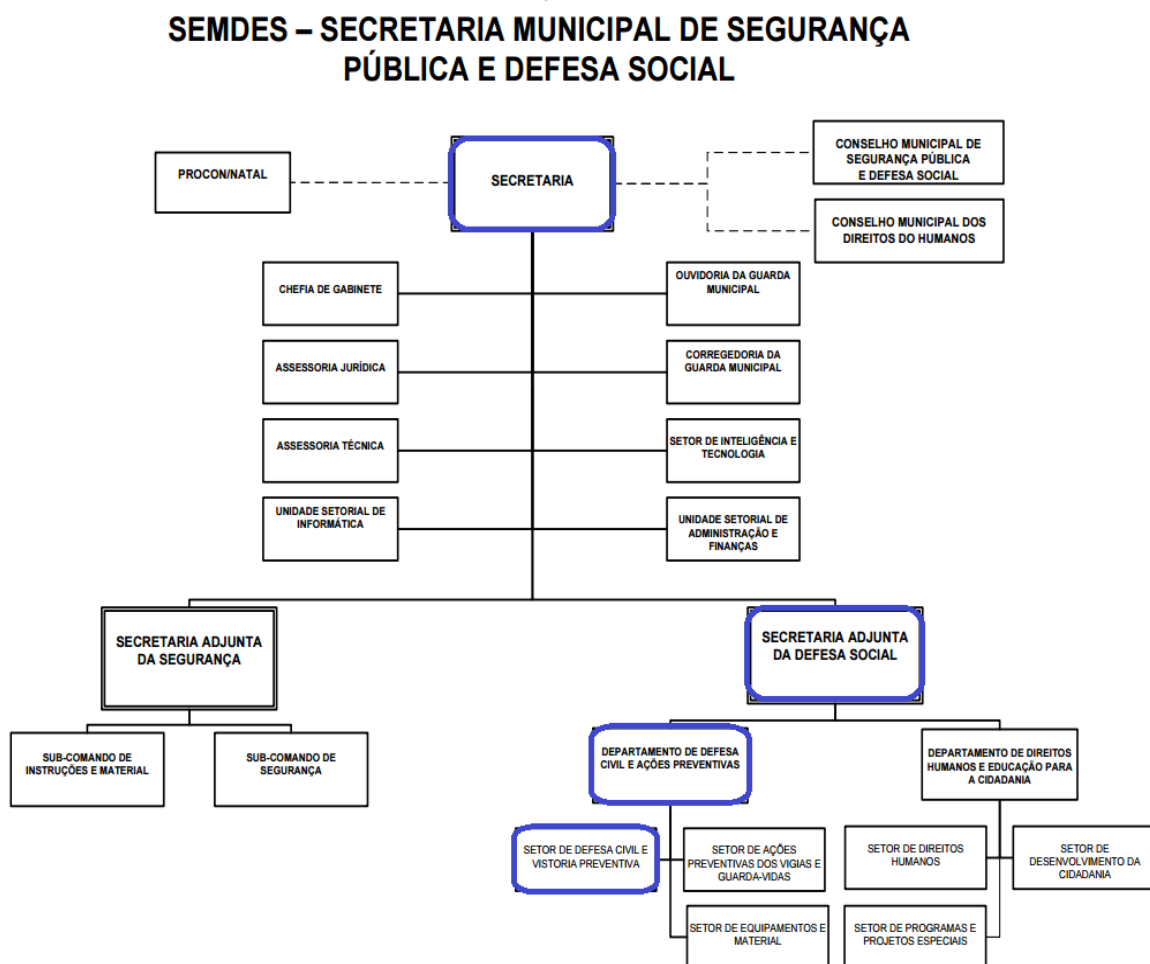 SEMDES – SECRETARIA MUNICIPAL DE SEGURANÇA
PÚBLICA E DEFESA SOCIAL
PROCON/NATAL
SECRETARIA
CONSELHO MUNICIPAL DE
SEGURANÇA PÚBLICA
E DEFESA SOCIAL
CONSELHO MUNICIPAL DOS
DIREITOS DO HUMANOS
CHEFIA DE GABINETE
OUVIDORIA DA GUARDA
MUNICIPAL
ASSESSORIA JURÍDICA
CORREGEDORIA DA
GUARDA MUNICIPAL
ASSESSORIA TÉCNICA
SETOR DE INTELIGÊNCIA E
TECNOLOGIA
UNIDADE SETORIAL DE
INFORMÁTICA
UNIDADE SETORIAL DE
ADMINISTRAÇÃO E
FINANÇAS
SECRETARIA ADJUNTA
DA SEGURANÇA
SECRETARIA ADJUNTA
DA DEFESA SOCIAL
SUB-COMANDO DE
INSTRUÇÕES E MATERIAL
SUB-COMANDO DE
SEGURANÇA
DEPARTAMENTO DE DEFESA
CIVIL E AÇÕES PREVENTIVAS
DEPARTAMENTO DE DIREITOS
HUMANOS E EDUCAÇÃO PARA
A CIDADANIA
SETOR DE DEFESA CIVIL E
VISTORIA PREVENTIVA
SETOR DE AÇÕES
PREVENTIVAS DOS VIGIAS E
GUARDA-VIDAS
SETOR DE DIREITOS
HUMANOS
SETOR DE
DESENVOLVIMENTO DA
CIDADANIA
SETOR DE EQUIPAMENTOS E
MATERIAL
SETOR DE PROGRAMAS E
PROJETOS ESPECIAIS